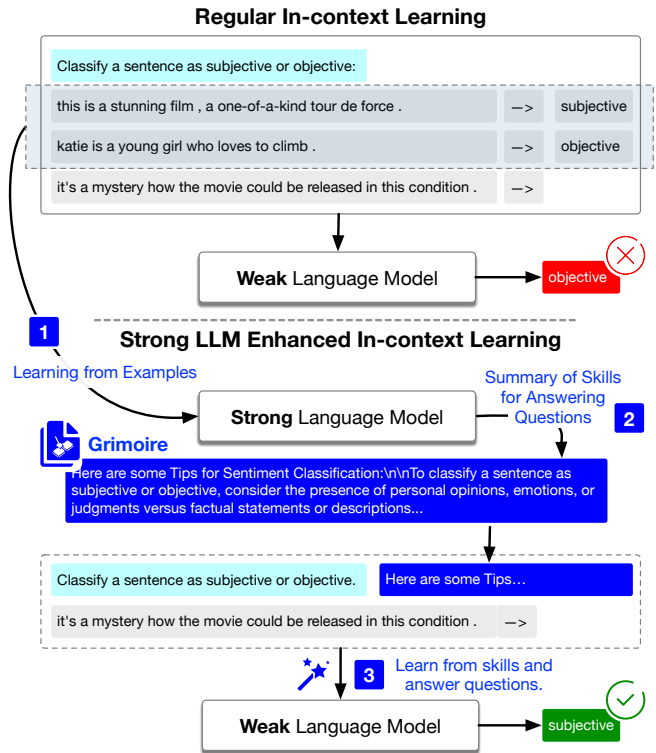 Regular In-context Learning
Classify a sentence as subjective or objective:
this is a stunning film , a one-of-a-kind tour de force . —> subjective
katie is a young girl who loves to climb . —> objective
it's a mystery how the movie could be released in this condition . —>
Weak Language Model
objective
1
Strong LLM Enhanced In-context Learning
Learning from Examples
Summary of Skills
for Answering
Questions
2
Strong Language Model
Grimoire
Here are some Tips for Sentiment Classification:\n\nTo classify a sentence as
subjective or objective, consider the presence of personal opinions, emotions, or
judgments versus factual statements or descriptions...
Classify a sentence as subjective or objective.
Here are some Tips...
it's a mystery how the movie could be released in this condition . —>
3
Learn from skills and
answer questions.
Weak Language Model
subjective